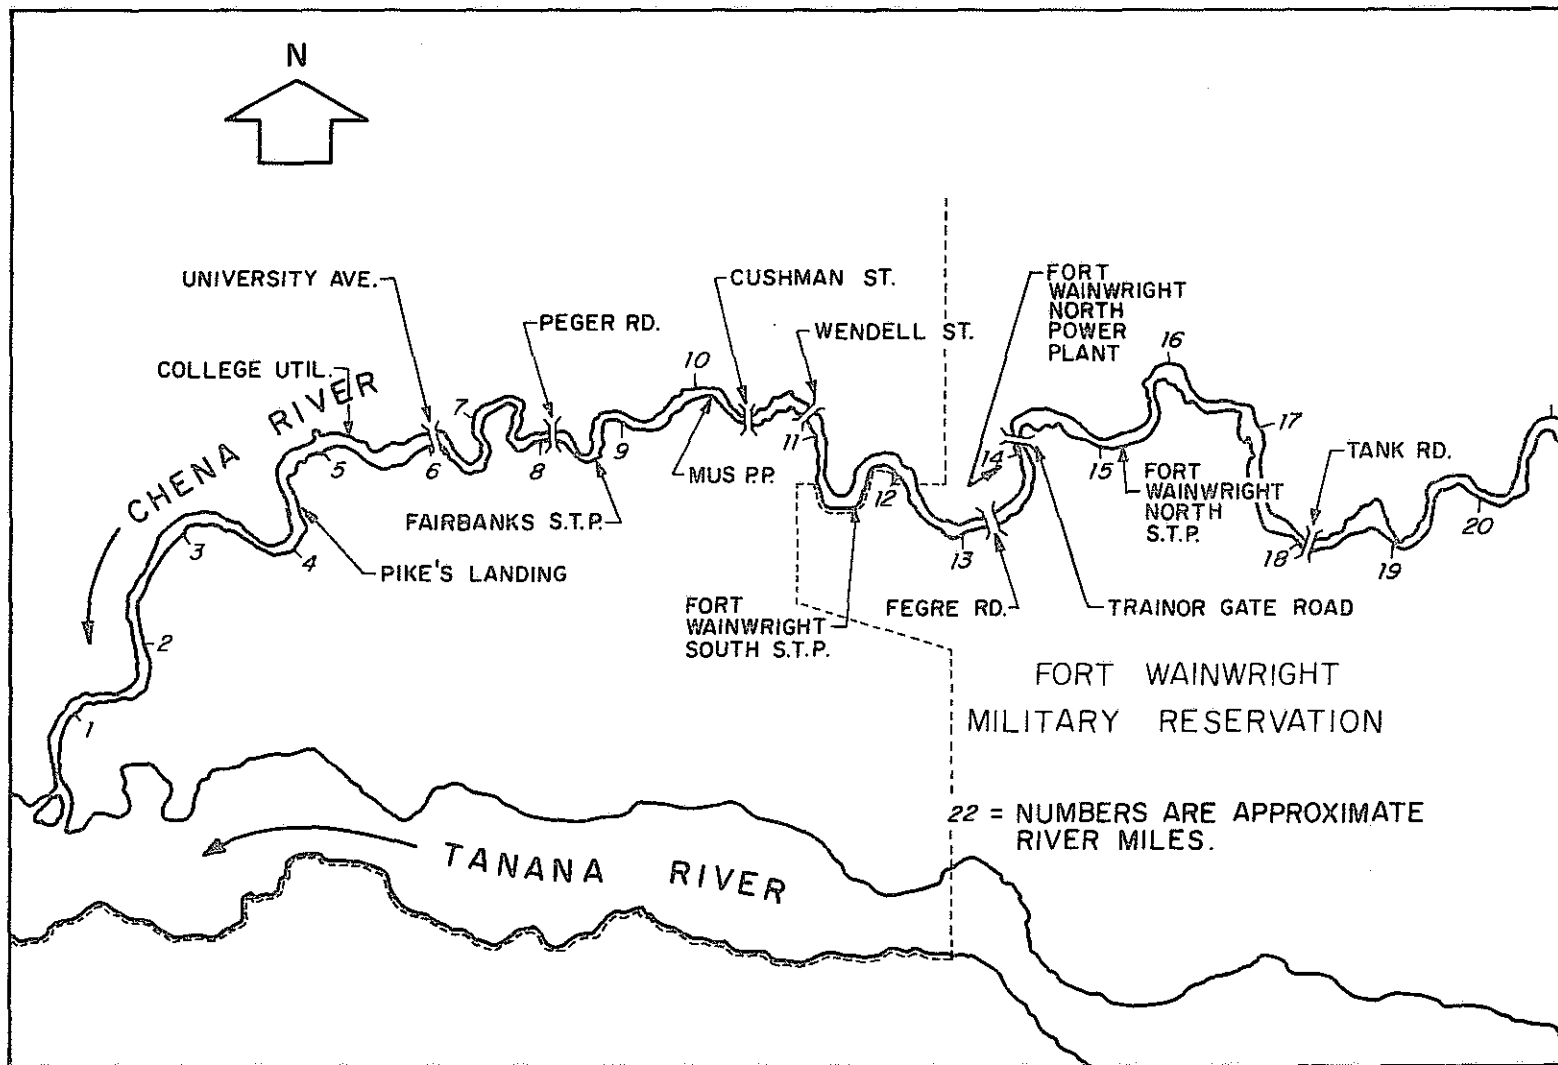 N
UNIVERSITY AVE.
PEGER RD.
CUSHMAN ST.
WENDELL ST.
FORT
WAINWRIGHT
NORTH
POWER
PLANT
COLLEGE UTIL.
CHENA RIVER
FAIRBANKS S.T.P.
MUS P.P.
PIKE'S LANDING
FORT
WAINWRIGHT
SOUTH S.T.P.
FEGRE RD.
TRAINOR GATE ROAD
FORT
WAINWRIGHT
NORTH
S.T.P.
TANK RD.
1
2
3
4
5
6
7
8
9
10
11
12
13
14
15
16
17
18
19
20
FORT WAINWRIGHT
MILITARY RESERVATION
22 = NUMBERS ARE APPROXIMATE
RIVER MILES.
TANANA RIVER